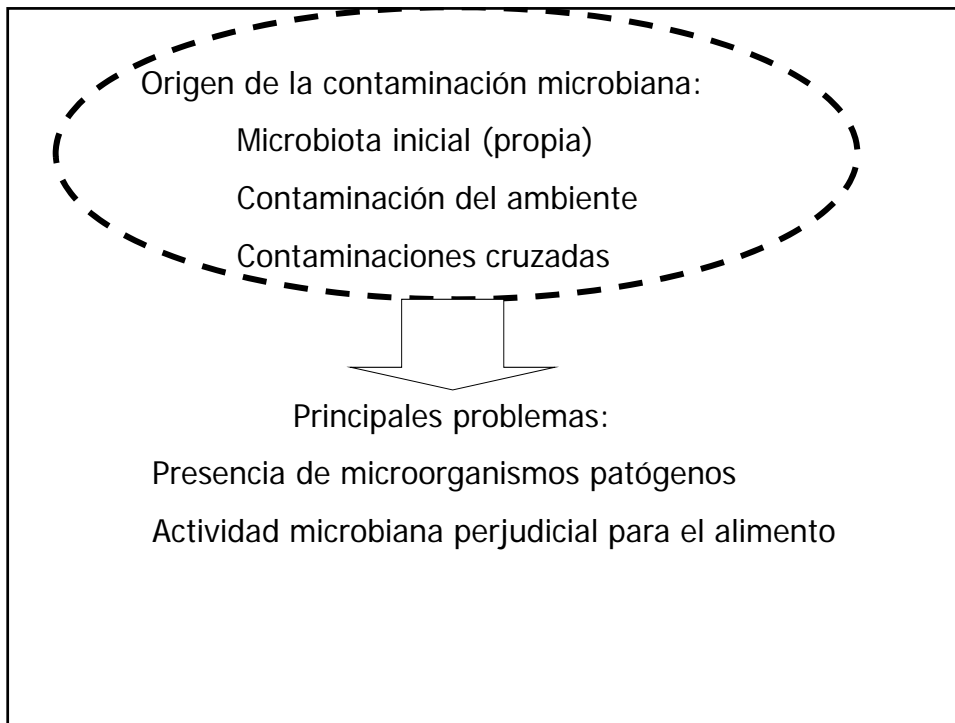 Origen de la contaminación microbiana:
Microbiota inicial (propia)
Contaminación del ambiente
Contaminaciones cruzadas
Principales problemas:
Presencia de microorganismos patógenos
Actividad microbiana perjudicial para el alimento